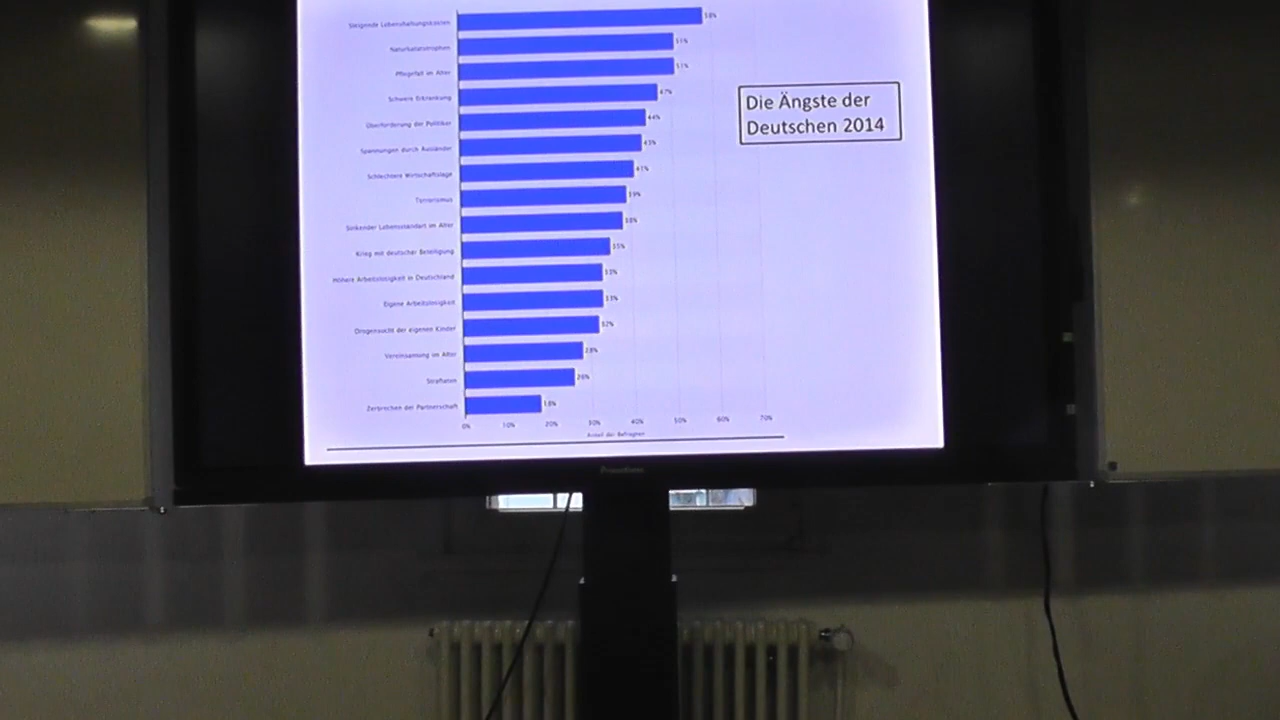 Steigende Lebenshaltungskosten 58%
Naturkatastrophen 51%
Pflegefall im Alter 51%
Schwere Erkrankung 47%
Die Ängste der
Deutschen 2014
Überforderung der Politiker 44%
Spannungen durch Ausländer 43%
Schlechtere Wirtschaftslage 41%
Terrorismus 39%
Sinkender Lebensstandart im Alter 38%
Krieg mit deutscher Beteiligung 35%
Höhere Arbeitslosigkeit in Deutschland 33%
Eigene Arbeitslosigkeit 33%
Drogensucht der eigenen Kinder 32%
Vereinsamung im Alter 28%
Straftaten 26%
Zerbrechen der Partnerschaft 18%
0% 10% 20% 30% 40% 50% 60% 70%
Anteil der Befragten